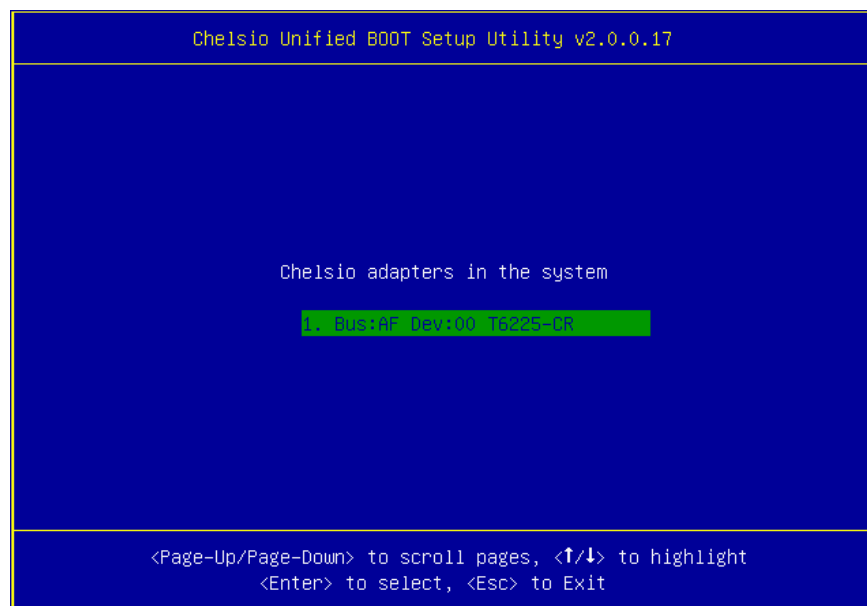 Chelsio Unified BOOT Setup Utility v2.0.0.17
Chelsio adapters in the system
1. Bus:AF Dev:00 T6225-CR
<Page-Up/Page-Down> to scroll pages, <↑/↓> to highlight
<Enter> to select, <Esc> to Exit